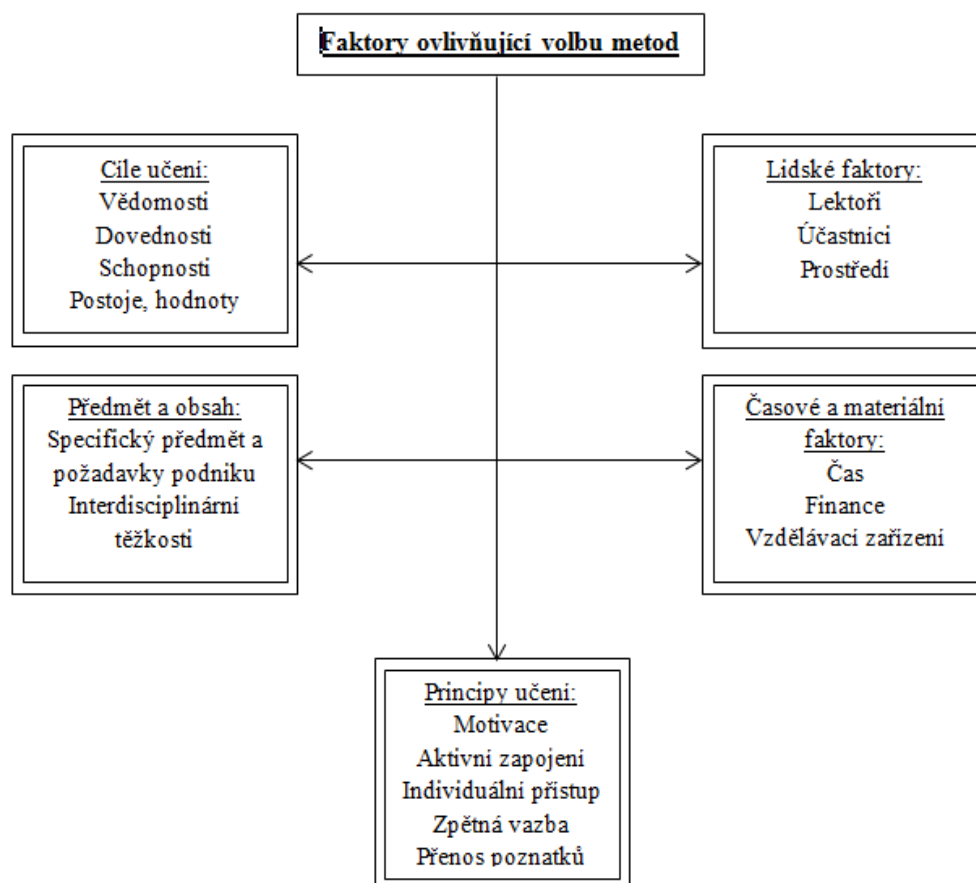 Faktory ovlivňující volbu metod
Cíle učení:
Vědomosti
Dovednosti
Schopnosti
Postoje, hodnoty
Lidské faktory:
Lektoři
Účastníci
Prostředí
Předmět a obsah:
Specifický předmět a
požadavky podniku
Interdisciplinární
těžkosti
Časové a materiální
faktory:
Čas
Finance
Vzdělávací zařízení
Principy učení:
Motivace
Aktivní zapojení
Individuální přístup
Zpětná vazba
Přenos poznatků